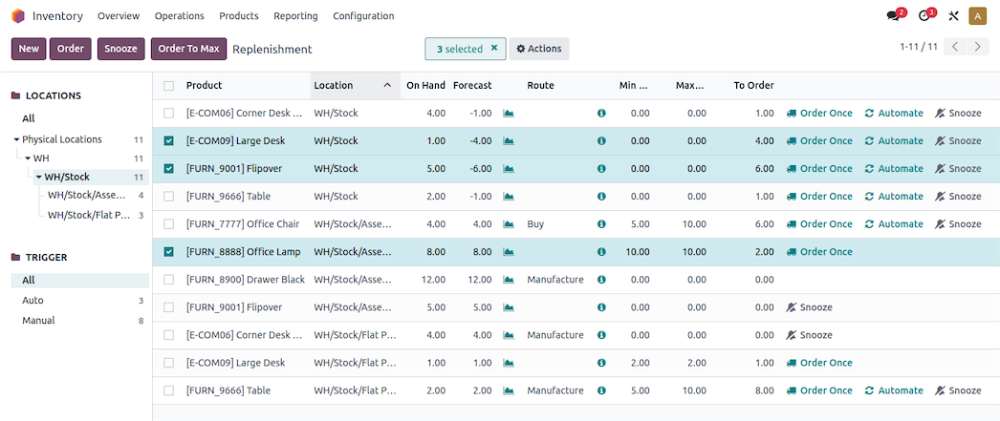 Inventory Overview Operations Products Reporting Configuration 2 3 A
New Order Snooze Order To Max Replenishment 3 selected × Actions 1-11 / 11
LOCATIONS
All
Physical Locations 11
WH 11
WH/Stock 11
WH/Stock/Asse... 4
WH/Stock/Flat P... 3
TRIGGER
All
Auto 3
Manual 8
Product Location On Hand Forecast Route Min ... Max... To Order
[E-COM06] Corner Desk ... WH/Stock 4.00 -1.00 0.00 0.00 1.00 Order Once Automate Snooze
[E-COM09] Large Desk WH/Stock 1.00 -4.00 0.00 0.00 4.00 Order Once Automate Snooze
[FURN_9001] Flipover WH/Stock 5.00 -6.00 0.00 0.00 6.00 Order Once Automate Snooze
[FURN_9666] Table WH/Stock 2.00 -1.00 0.00 0.00 1.00 Order Once Automate Snooze
[FURN_7777] Office Chair WH/Stock/Asse... 4.00 4.00 Buy 5.00 10.00 6.00 Order Once Automate Snooze
[FURN_8888] Office Lamp WH/Stock/Asse... 8.00 8.00 10.00 10.00 2.00 Order Once
[FURN_8900] Drawer Black WH/Stock/Asse... 12.00 12.00 Manufacture 0.00 0.00 0.00
[FURN_9001] Flipover WH/Stock/Asse... 5.00 5.00 0.00 0.00 0.00 Snooze
[E-COM06] Corner Desk ... WH/Stock/Flat P... 4.00 4.00 Manufacture 0.00 0.00 0.00 Snooze
[E-COM09] Large Desk WH/Stock/Flat P... 1.00 1.00 2.00 2.00 1.00 Order Once
[FURN_9666] Table WH/Stock/Flat P... 2.00 2.00 Manufacture 5.00 10.00 8.00 Order Once Automate Snooze